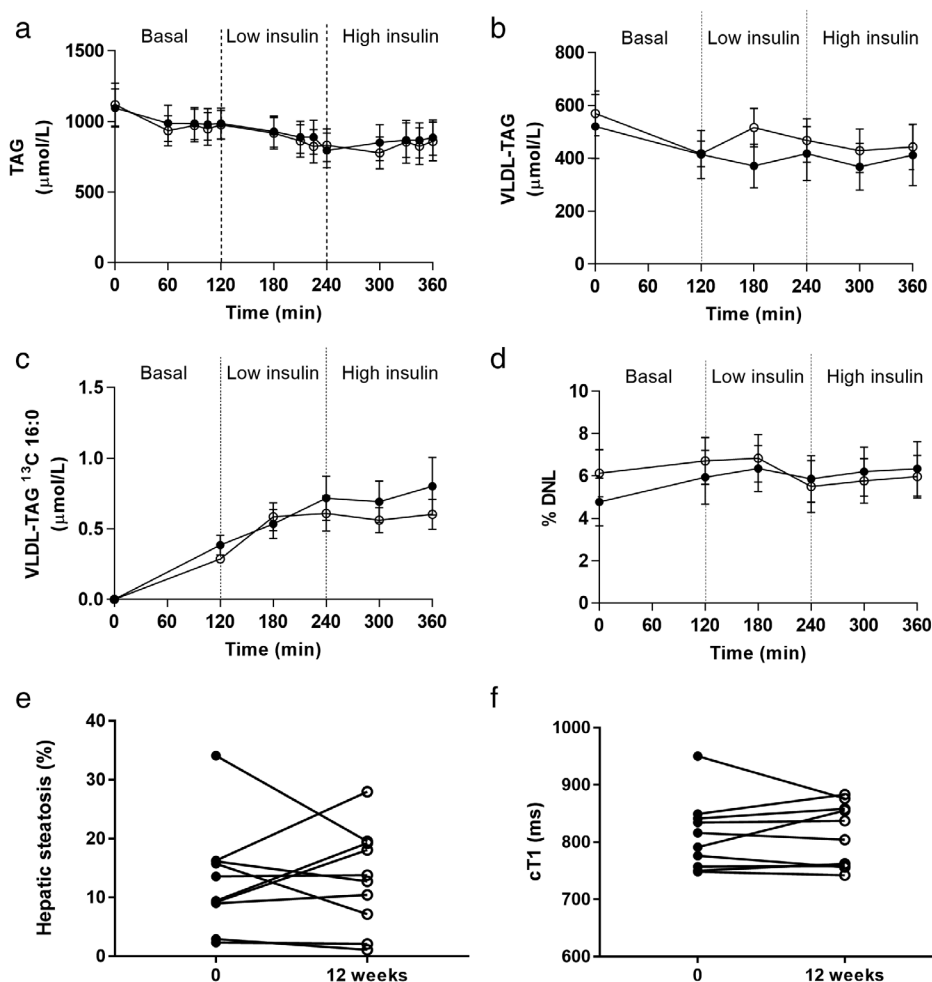 a
Basal
Low insulin
High insulin
1500
1000
500
0
TAG
(μmol/L)
0 60 120 180 240 300 360
Time (min)
b
Basal
Low insulin
High insulin
800
600
400
200
0
VLDL-TAG
(μmol/L)
0 60 120 180 240 300 360
Time (min)
c
Basal
Low insulin
High insulin
1.5
1.0
0.5
0.0
VLDL-TAG ¹³C 16:0
(μmol/L)
0 60 120 180 240 300 360
Time (min)
d
Basal
Low insulin
High insulin
10
8
6
4
2
0
% DNL
0 60 120 180 240 300 360
Time (min)
e
40
30
20
10
0
Hepatic steatosis (%)
0 12 weeks
f
1000
900
800
700
600
cT1 (ms)
0 12 weeks